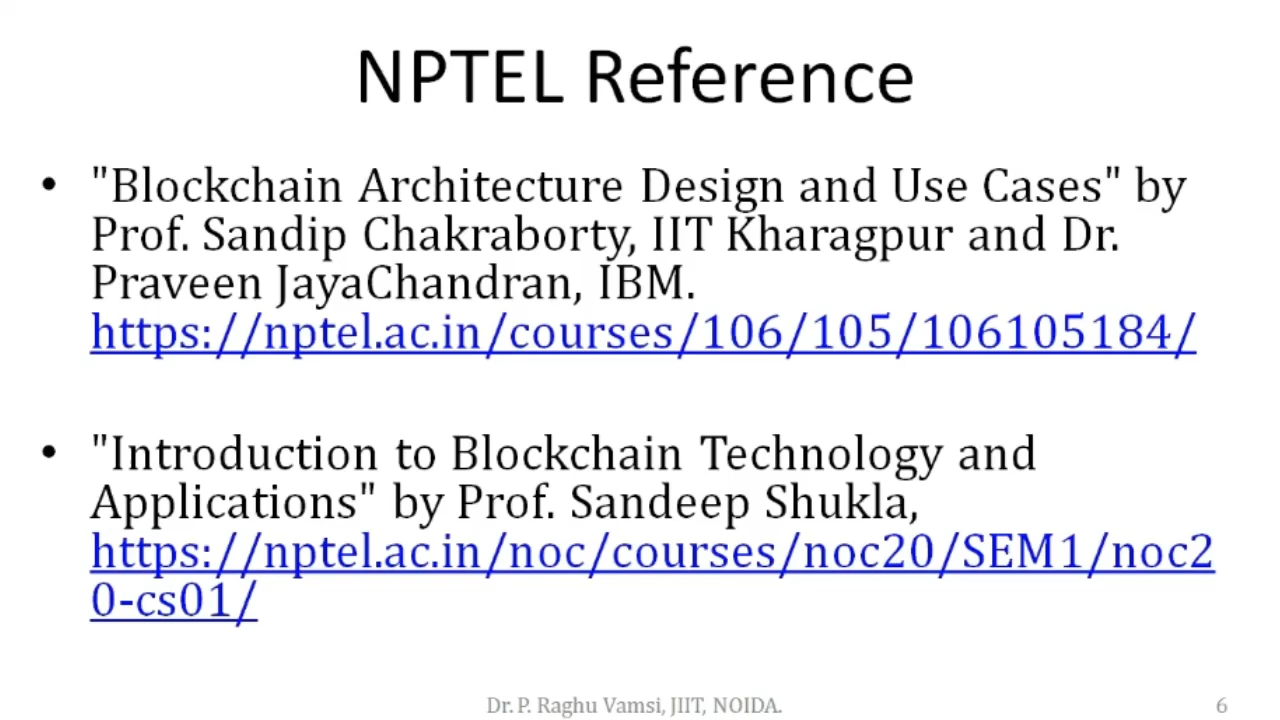 NPTEL Reference
• "Blockchain Architecture Design and Use Cases" by
Prof. Sandip Chakraborty, IIT Kharagpur and Dr.
Praveen JayaChandran, IBM.
https://nptel.ac.in/courses/106/105/106105184/
• "Introduction to Blockchain Technology and
Applications" by Prof. Sandeep Shukla,
https://nptel.ac.in/noc/courses/noc20/SEM1/noc2
0-cs01/
Dr. P. Raghu Vamsi, JIIT, NOIDA.
6